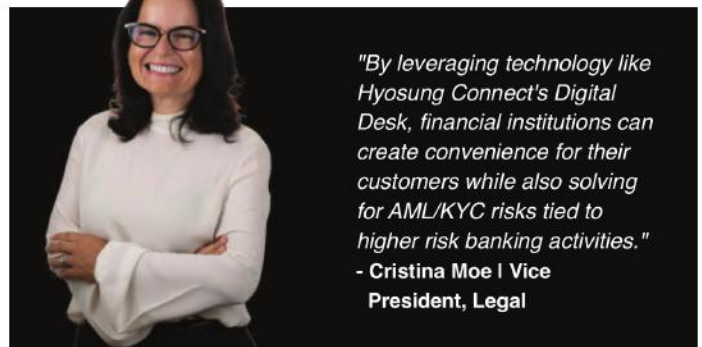 "By leveraging technology like
Hyosung Connect's Digital
Desk, financial institutions can
create convenience for their
customers while also solving
for AML/KYC risks tied to
higher risk banking activities."
- Cristina Moe | Vice
President, Legal